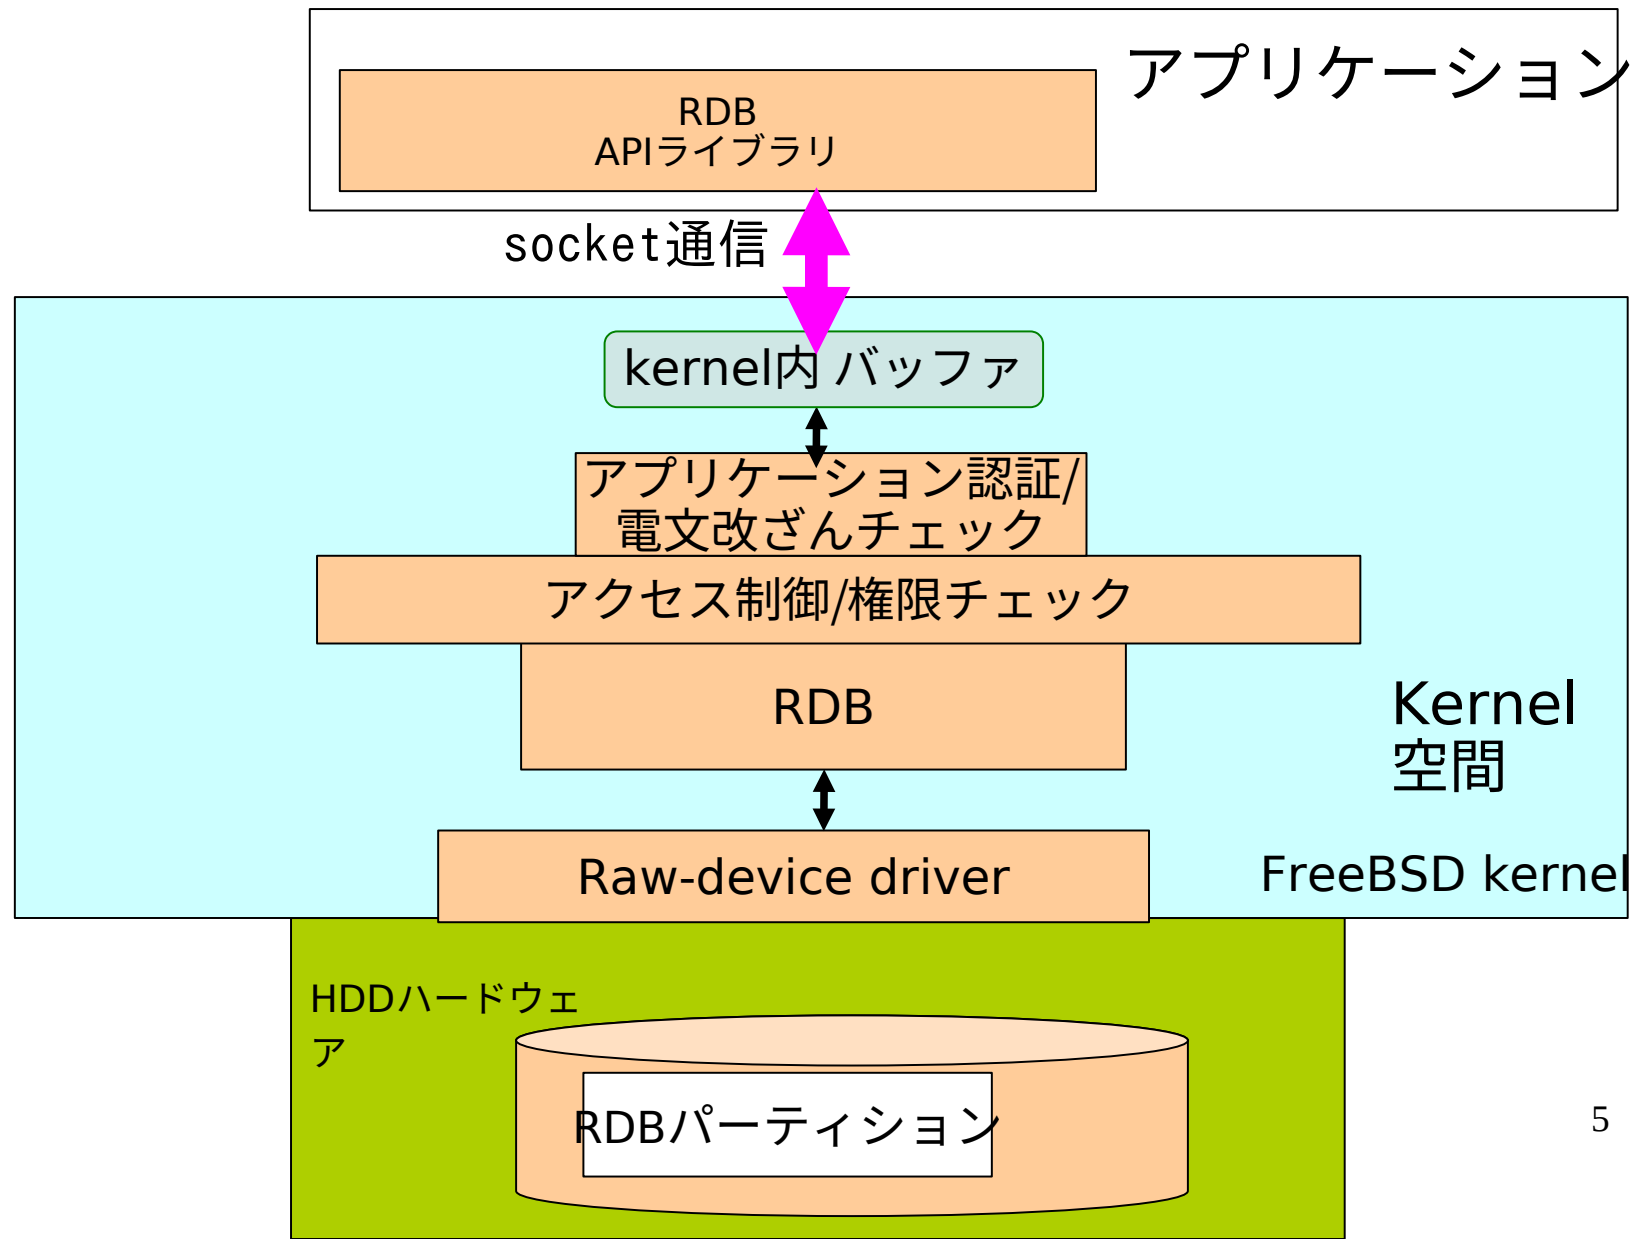 アプリケーション
RDB
APIライブラリ
socket通信
kernel内 バッファ
アプリケーション認証/
電文改ざんチェック
アクセス制御/権限チェック
RDB
Kernel
空間
Raw-device driver
FreeBSD kernel
HDDハードウェ
ア
RDBパーティション
5